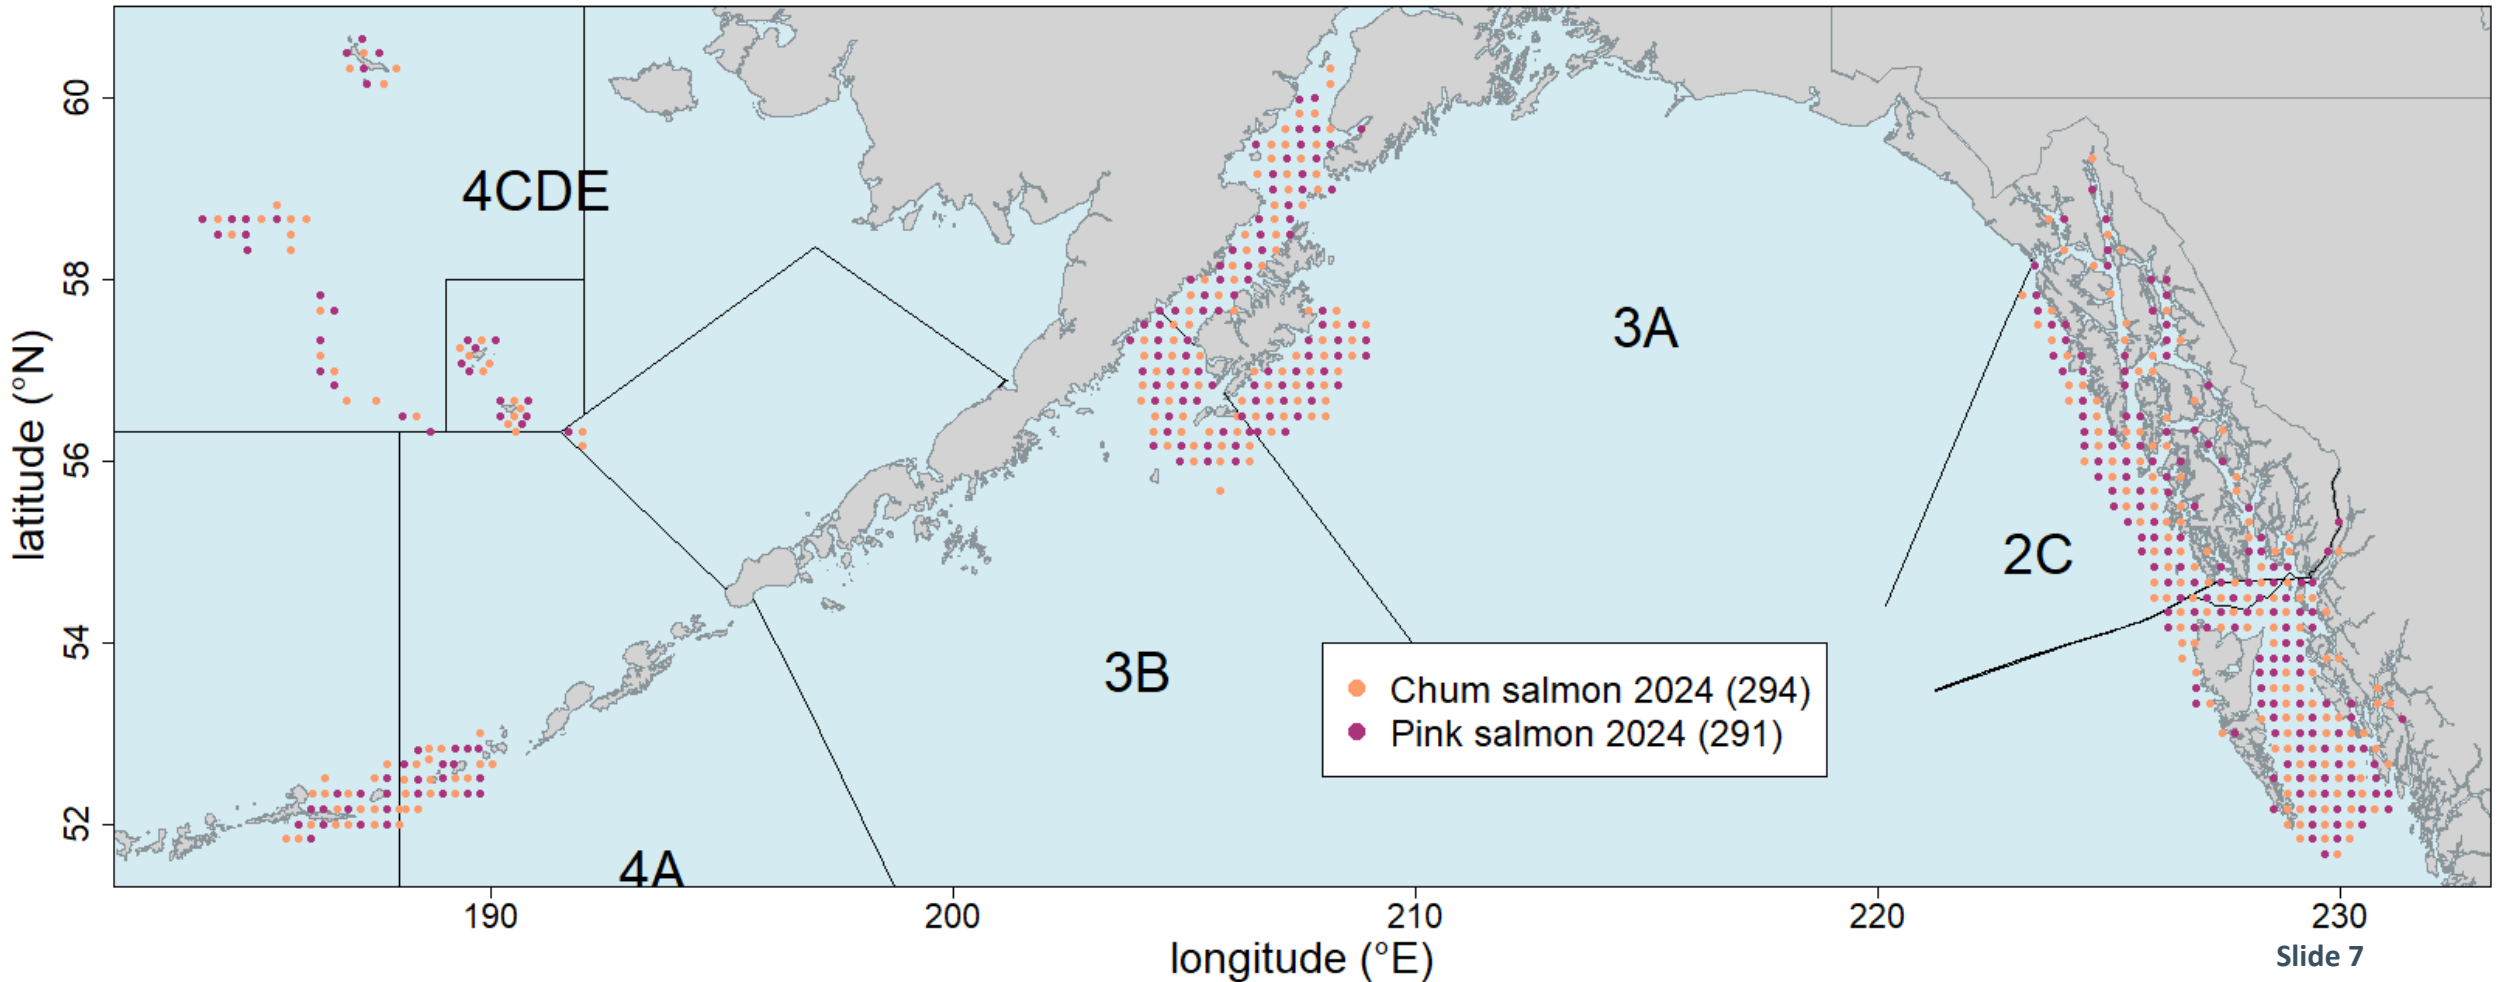 latitude (°N)
60
58
56
54
52
4CDE
3A
2C
3B
4A
Chum salmon 2024 (294)
Pink salmon 2024 (291)
190
200
210
220
230
longitude (°E)
Slide 7